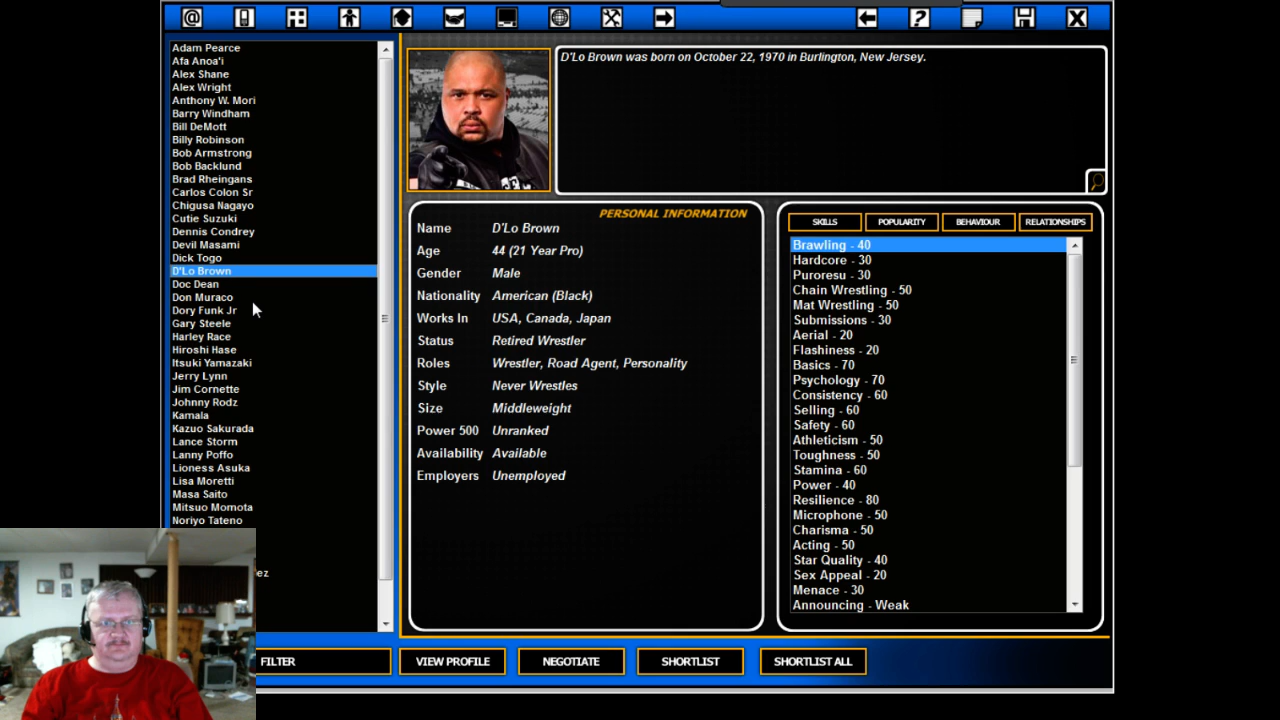 Adam Pearce
Afa Anoa'i
Alex Shane
Alex Wright
Anthony W. Mori
Barry Windham
Bill DeMott
Billy Robinson
Bob Armstrong
Bob Backlund
Brad Rheingans
Carlos Colon Sr
Chigusa Nagayo
Cutie Suzuki
Dennis Condrey
Devil Masami
Dick Togo
D'Lo Brown
Doc Dean
Don Muraco
Dory Funk Jr
Gary Steele
Harley Race
Hiroshi Hase
Itsuki Yamazaki
Jerry Lynn
Jim Cornette
Johnny Rodz
Kamala
Kazuo Sakurada
Lance Storm
Lanny Poffo
Lioness Asuka
Lisa Moretti
Masa Saito
Mitsuo Momota
Noriyo Tateno
ez
FILTER
D'Lo Brown was born on October 22, 1970 in Burlington, New Jersey.
PERSONAL INFORMATION
Name D'Lo Brown
Age 44 (21 Year Pro)
Gender Male
Nationality American (Black)
Works In USA, Canada, Japan
Status Retired Wrestler
Roles Wrestler, Road Agent, Personality
Style Never Wrestles
Size Middleweight
Power 500 Unranked
Availability Available
Employers Unemployed
SKILLS POPULARITY BEHAVIOUR RELATIONSHIPS
Brawling - 40
Hardcore - 30
Puroresu - 30
Chain Wrestling - 50
Mat Wrestling - 50
Submissions - 30
Aerial - 20
Flashiness - 20
Basics - 70
Psychology - 70
Consistency - 60
Selling - 60
Safety - 60
Athleticism - 50
Toughness - 50
Stamina - 60
Power - 40
Resilience - 80
Microphone - 50
Charisma - 50
Acting - 50
Star Quality - 40
Sex Appeal - 20
Menace - 30
Announcing - Weak
VIEW PROFILE NEGOTIATE SHORTLIST SHORTLIST ALL